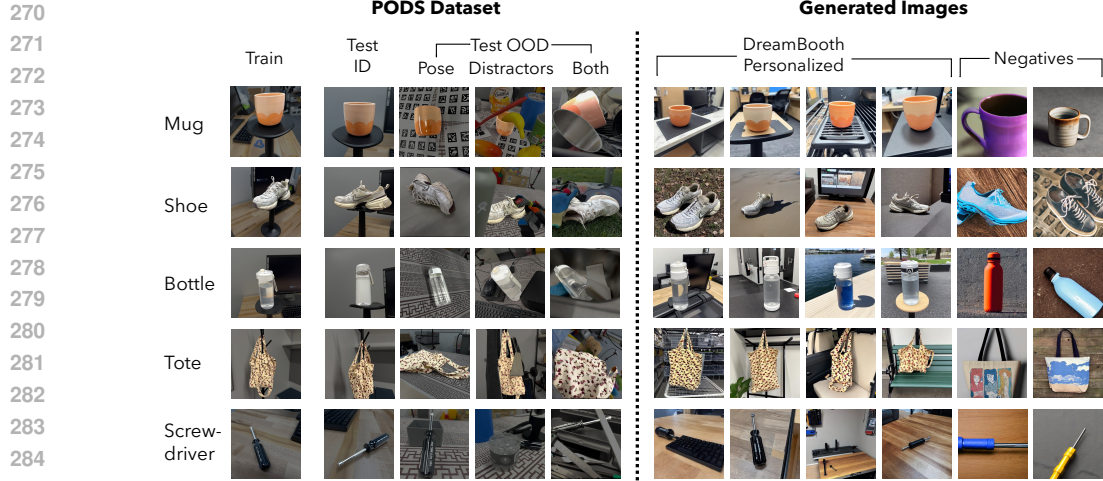 270
271
272
273
274
275
276
277
278
279
280
281
282
283
284
PODS Dataset
Generated Images
Train
Test
ID
Test OOD
Pose
Distractors
Both
DreamBooth
Personalized
Negatives
Mug
Shoe
Bottle
Tote
Screw-
driver